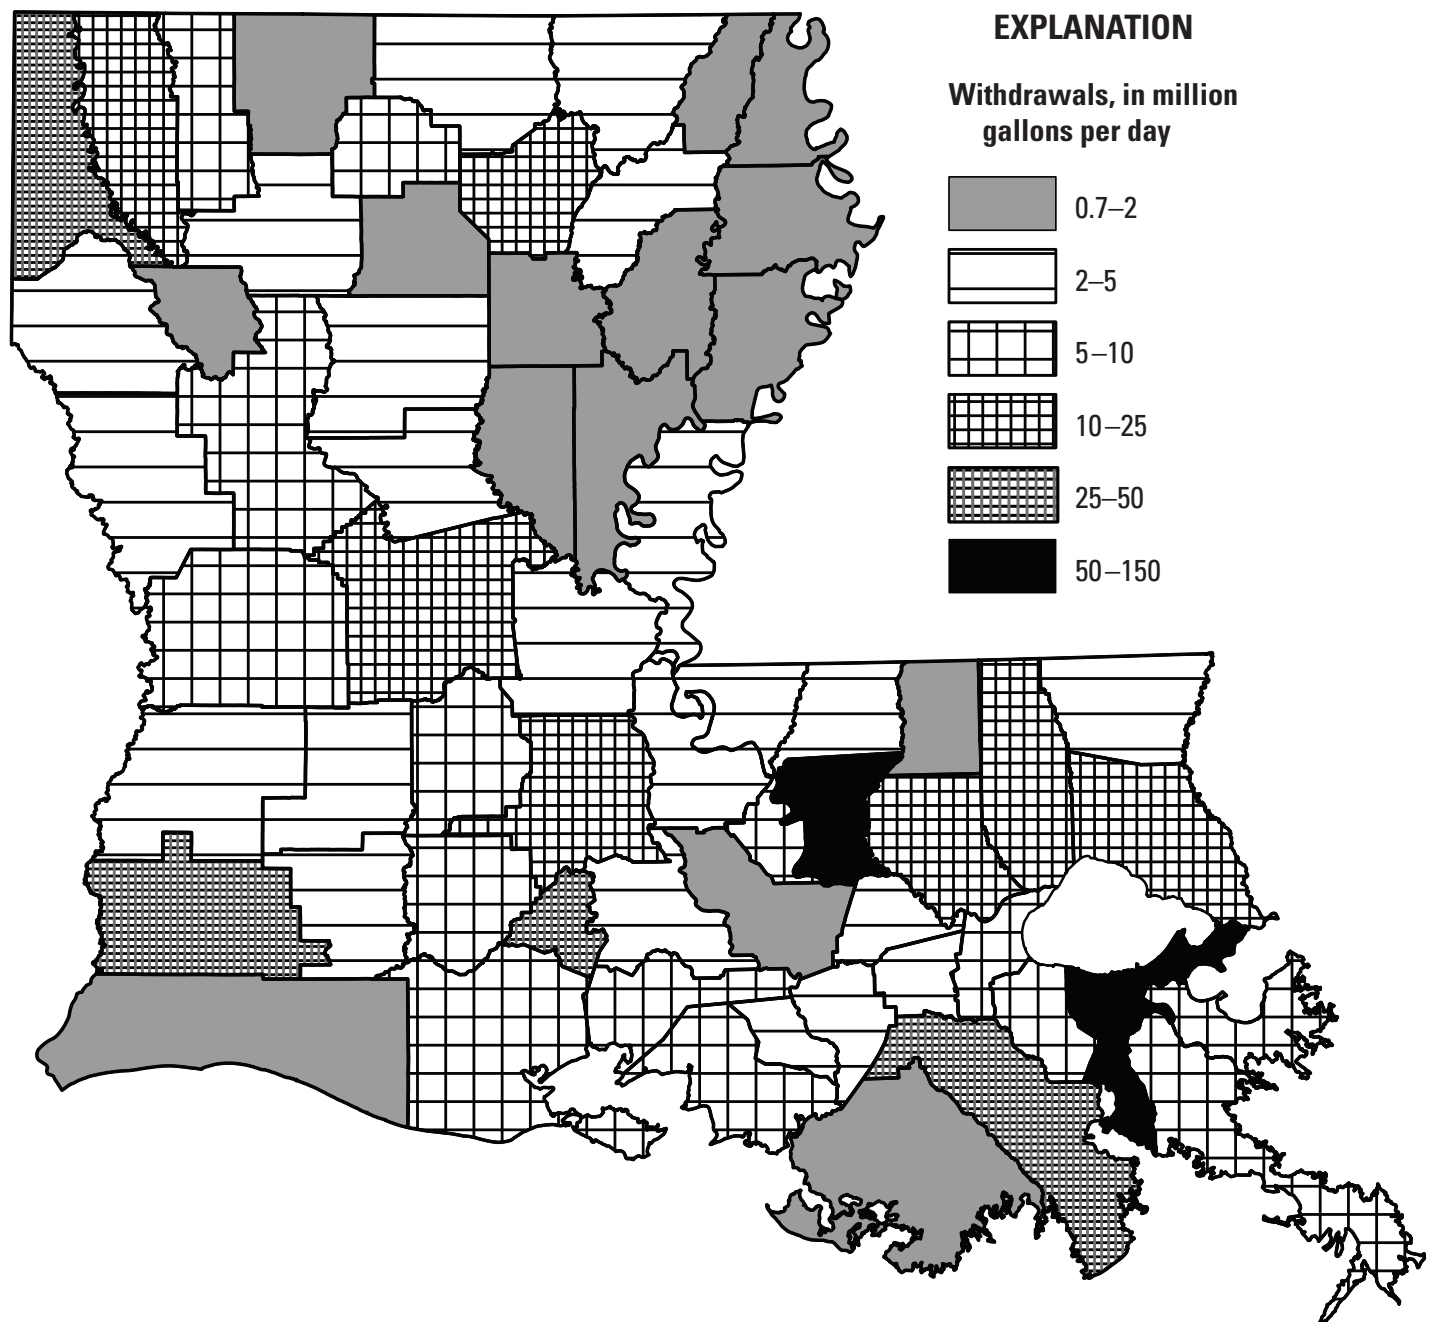 EXPLANATION
Withdrawals, in million
gallons per day
0.7–2
2–5
5–10
10–25
25–50
50–150